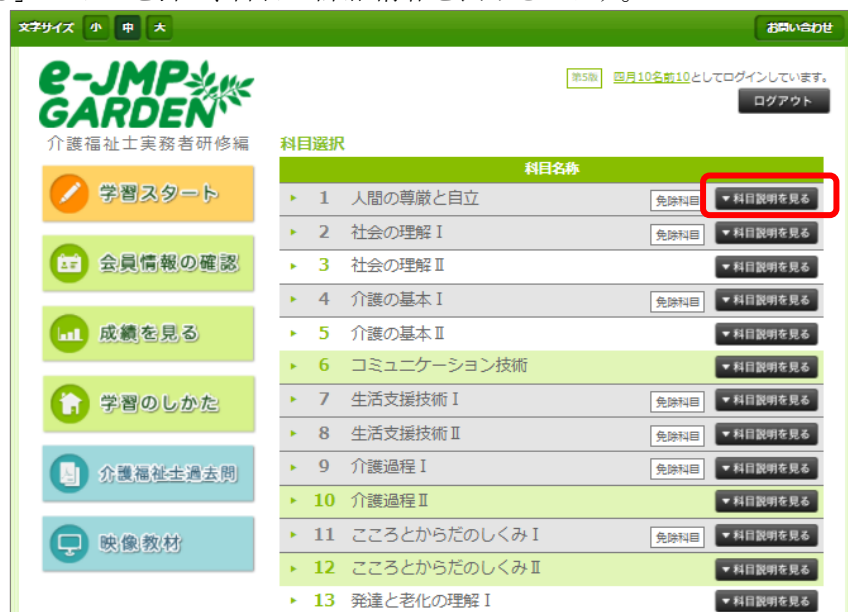 文字サイズ 小 中 大 お問い合わせ
e-JMP GARDEN
介護福祉士実務者研修編
第5版 四月10名前10としてログインしています。
ログアウト
学習スタート
会員情報の確認
成績を見る
学習のしかた
介護福祉士過去問
映像教材
科目選択
科目名称
1 人間の尊厳と自立 免除科目 ▼科目説明を見る
2 社会の理解Ⅰ 免除科目 ▼科目説明を見る
3 社会の理解Ⅱ ▼科目説明を見る
4 介護の基本Ⅰ 免除科目 ▼科目説明を見る
5 介護の基本Ⅱ ▼科目説明を見る
6 コミュニケーション技術 ▼科目説明を見る
7 生活支援技術Ⅰ 免除科目 ▼科目説明を見る
8 生活支援技術Ⅱ 免除科目 ▼科目説明を見る
9 介護過程Ⅰ 免除科目 ▼科目説明を見る
10 介護過程Ⅱ ▼科目説明を見る
11 こころとからだのしくみⅠ 免除科目 ▼科目説明を見る
12 こころとからだのしくみⅡ ▼科目説明を見る
13 発達と老化の理解Ⅰ ▼科目説明を見る